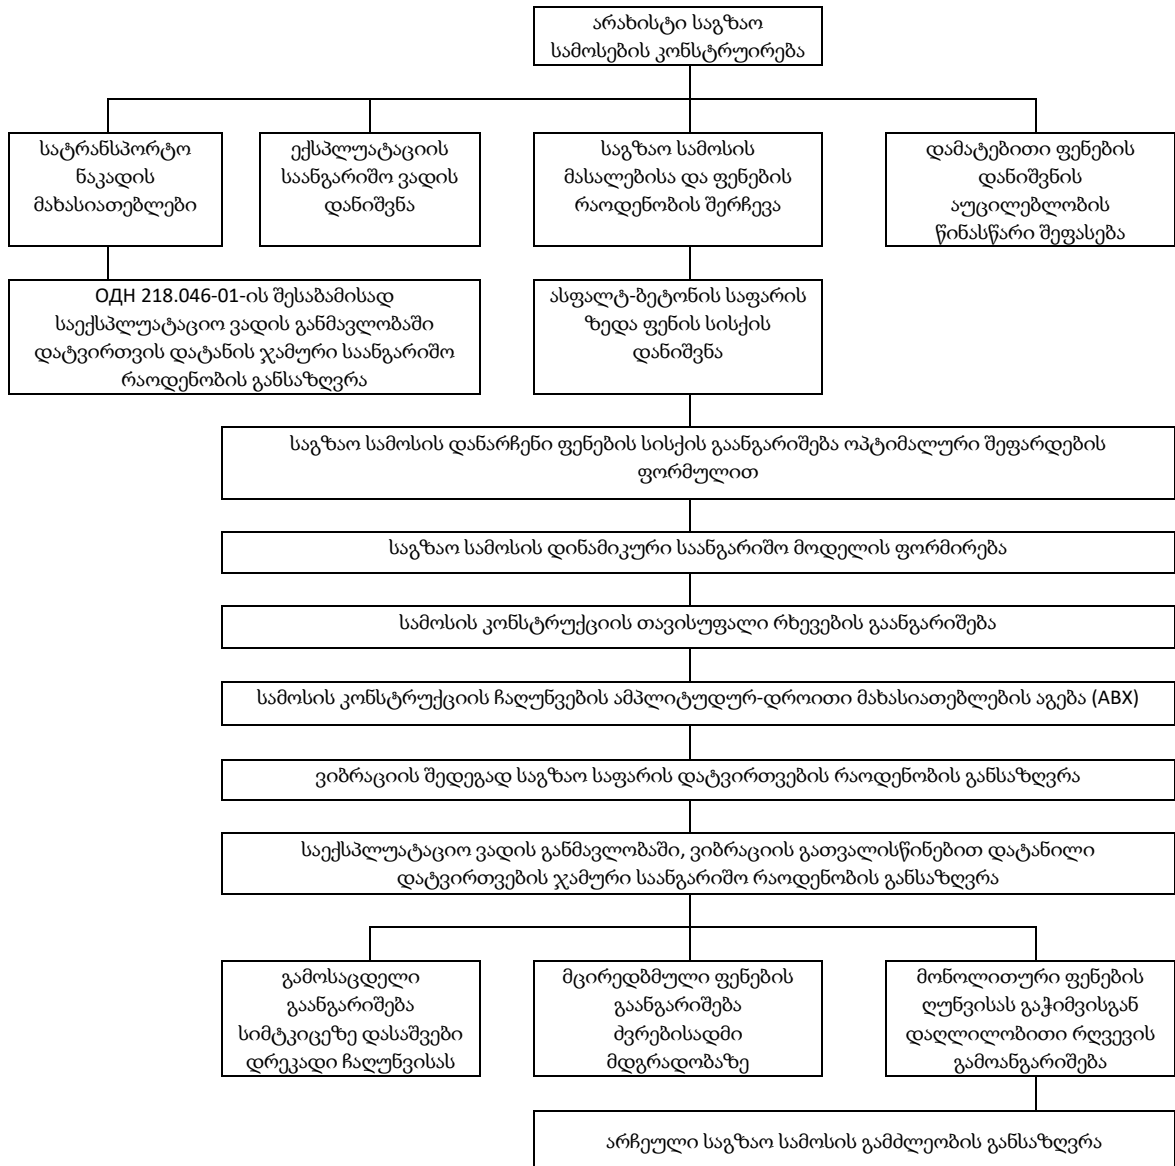 არახისტი საგზაო
სამოსების კონსტრუირება
სატრანსპორტო
ნაკადის
მახასიათებლები
ექსპლუატაციის
საანგარიშო ვადის
დანიშვნა
საგზაო სამოსის
მასალებისა და ფენების
რაოდენობის შერჩევა
დამატებითი ფენების
დანიშვნის
აუცილებლობის
წინასწარი შეფასება
ОДН 218.046-01-ის შესაბამისად
საექსპლუატაციო ვადის განმავლობაში
დატვირთვის დატანის ჯამური საანგარიშო
რაოდენობის განსაზღვრა
ასფალტ-ბეტონის საფარის
ზედა ფენის სისქის
დანიშვნა
საგზაო სამოსის დანარჩენი ფენების სისქის გაანგარიშება ოპტიმალური შეფარდების
ფორმულით
საგზაო სამოსის დინამიკური საანგარიშო მოდელის ფორმირება
სამოსის კონსტრუქციის თავისუფალი რხევების გაანგარიშება
სამოსის კონსტრუქციის ჩაღუნვების ამპლიტუდურ-დროითი მახასიათებლების აგება (АВХ)
ვიბრაციის შედეგად საგზაო საფარის დატვირთვების რაოდენობის განსაზღვრა
საექსპლუატაციო ვადის განმავლობაში, ვიბრაციის გათვალისწინებით დატანილი
დატვირთვების ჯამური საანგარიშო რაოდენობის განსაზღვრა
გამოსაცდელი
გაანგარიშება
სიმტკიცეზე დასაშვები
დრეკადი ჩაღუნვისას
მცირედბმული ფენების
გაანგარიშება
ძვრებისადმი
მდგრადობაზე
მონოლითური ფენების
ღუნვისას გაჭიმვისგან
დაღლილობითი რღვევის
გამოანგარიშება
არჩეული საგზაო სამოსის გამძლეობის განსაზღვრა